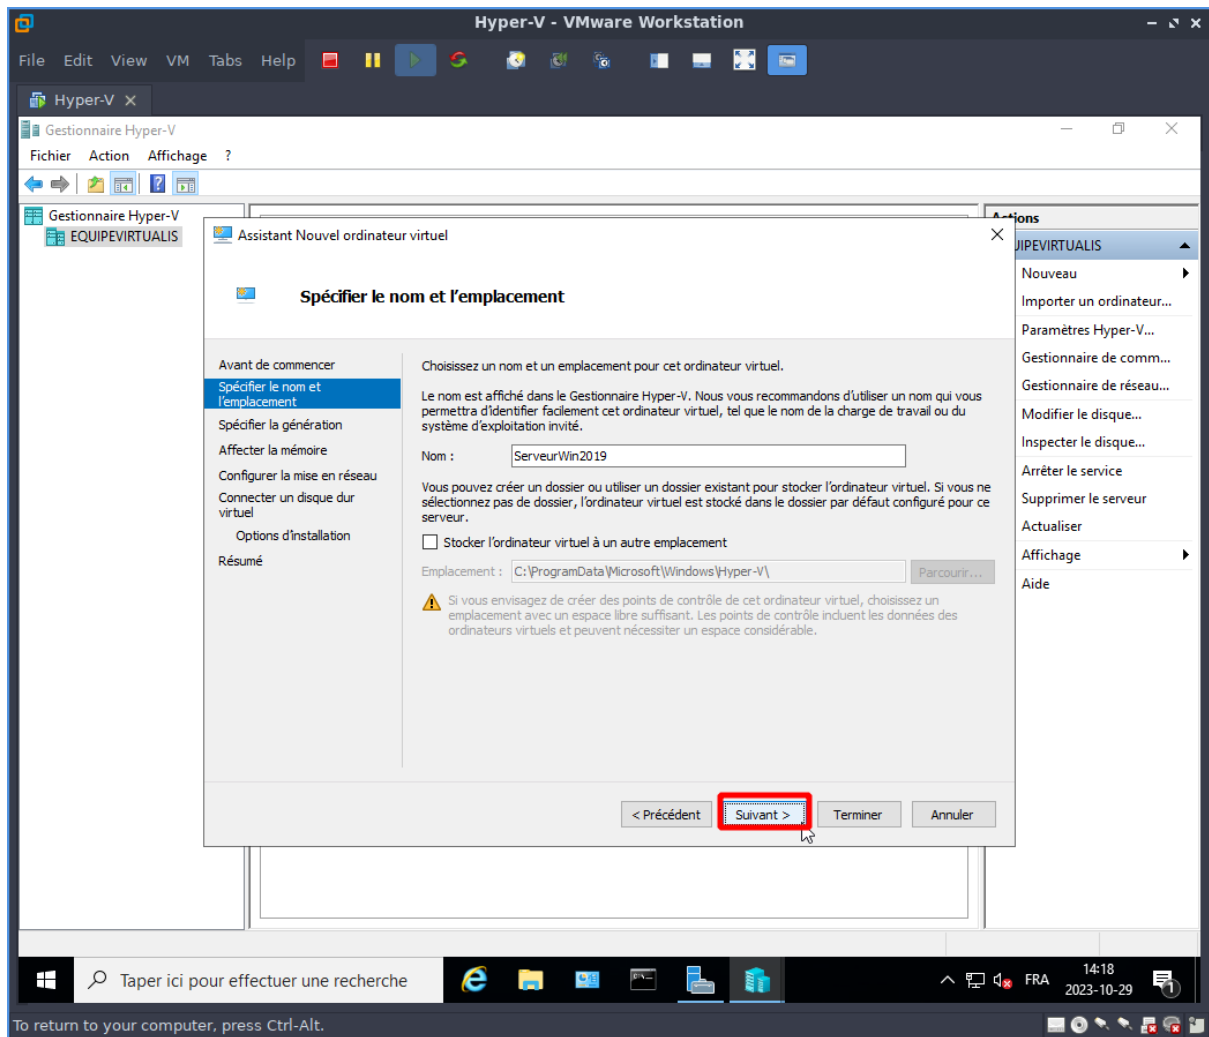 Hyper-V - VMware Workstation
File Edit View VM Tabs Help
Hyper-V
Gestionnaire Hyper-V
Fichier Action Affichage ?
Gestionnaire Hyper-V
EQUIPEVIRTUALIS
Assistant Nouvel ordinateur virtuel
Spécifier le nom et l'emplacement
Avant de commencer
Spécifier le nom et
l'emplacement
Spécifier la génération
Affecter la mémoire
Configurer la mise en réseau
Connecter un disque dur
virtuel
Options d'installation
Résumé
Choisissez un nom et un emplacement pour cet ordinateur virtuel.
Le nom est affiché dans le Gestionnaire Hyper-V. Nous vous recommandons d'utiliser un nom qui vous
permettra d'identifier facilement cet ordinateur virtuel, tel que le nom de la charge de travail ou du
système d'exploitation invité.
Nom : ServeurWin2019
Vous pouvez créer un dossier ou utiliser un dossier existant pour stocker l'ordinateur virtuel. Si vous ne
sélectionnez pas de dossier, l'ordinateur virtuel est stocké dans le dossier par défaut configuré pour ce
serveur.
Stocker l'ordinateur virtuel à un autre emplacement
Emplacement : C:\ProgramData\Microsoft\Windows\Hyper-V\ Parcourir...
Si vous envisagez de créer des points de contrôle de cet ordinateur virtuel, choisissez un
emplacement avec un espace libre suffisant. Les points de contrôle incluent les données des
ordinateurs virtuels et peuvent nécessiter un espace considérable.
< Précédent Suivant > Terminer Annuler
Actions
UIPEVIRTUALIS
Nouveau
Importer un ordinateur...
Paramètres Hyper-V...
Gestionnaire de comm...
Gestionnaire de réseau...
Modifier le disque...
Inspecter le disque...
Arrêter le service
Supprimer le serveur
Actualiser
Affichage
Aide
Taper ici pour effectuer une recherche
FRA
14:18
2023-10-29
1
To return to your computer, press Ctrl-Alt.